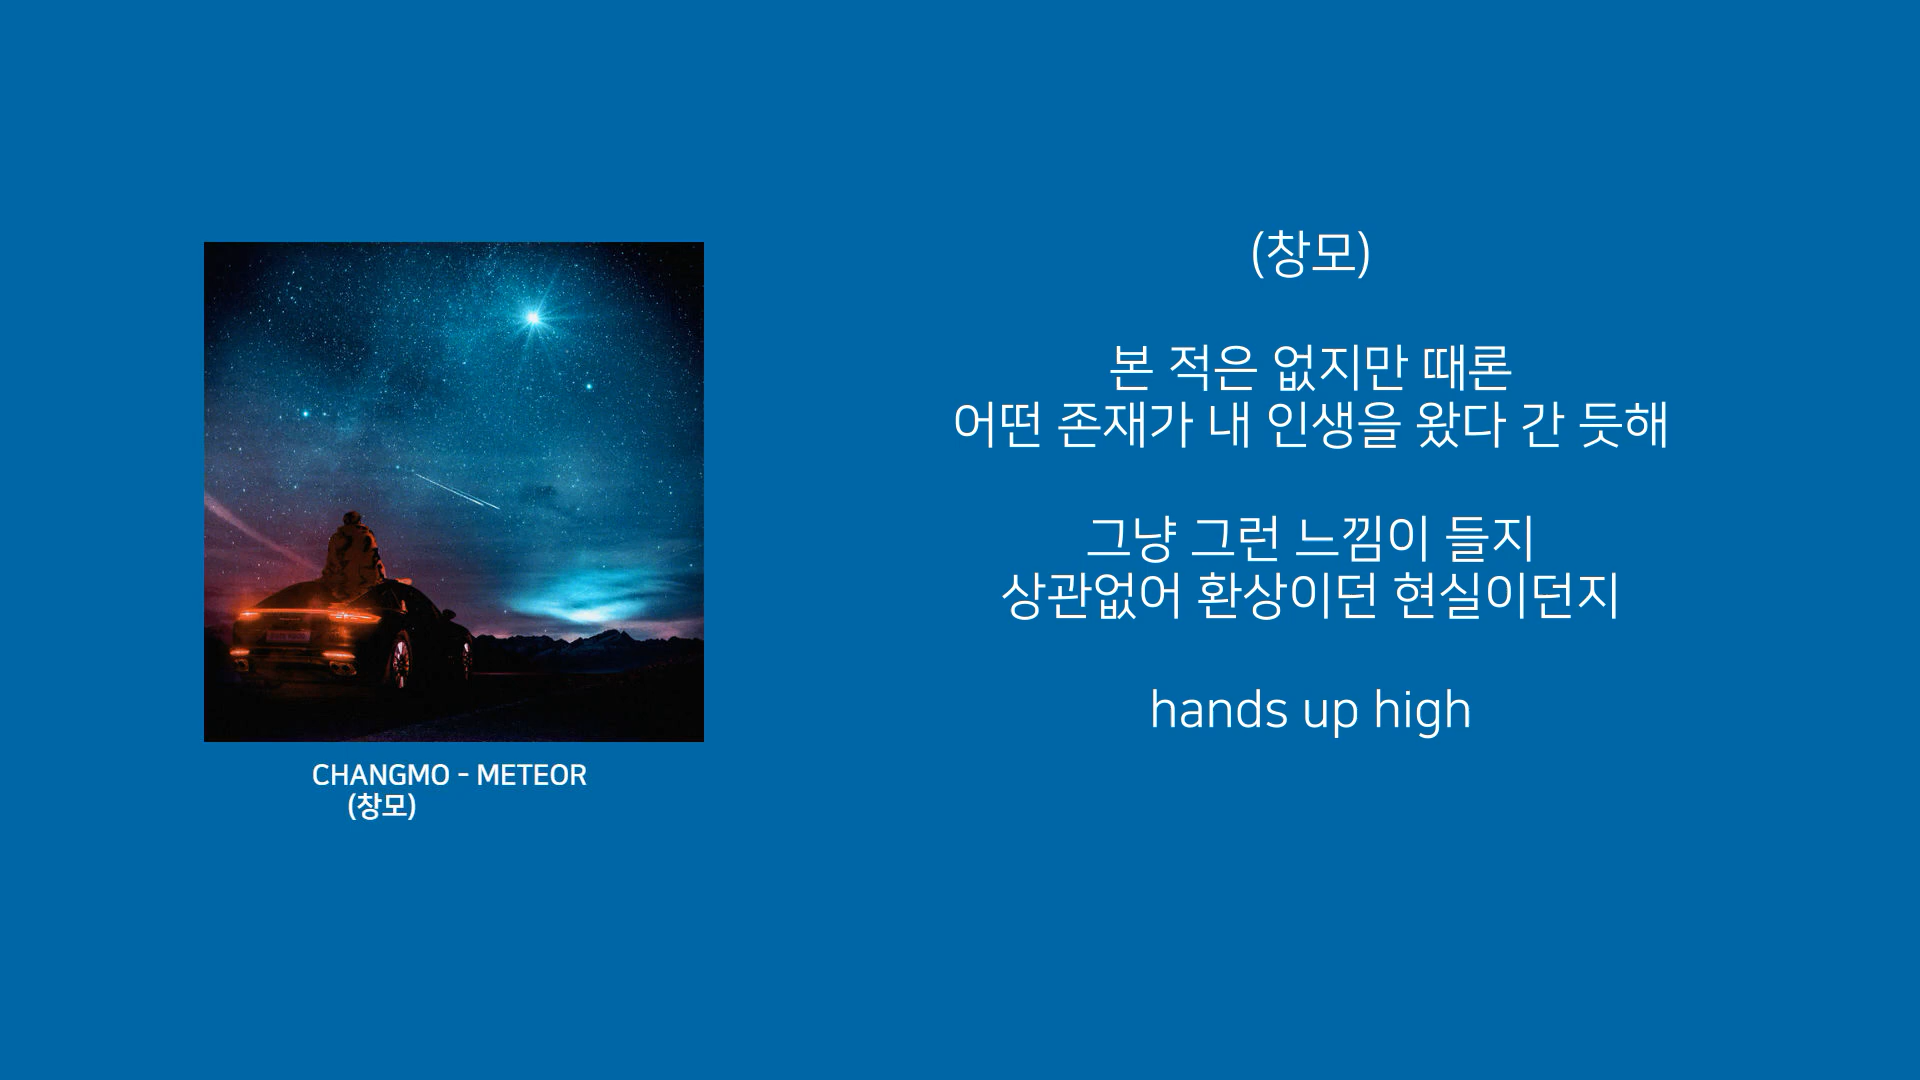 (창모)
본 적은 없지만 때론
어떤 존재가 내 인생을 왔다 간 듯해
그냥 그런 느낌이 들지
상관없어 환상이던 현실이던지
hands up high
CHANGMO - METEOR
(창모)